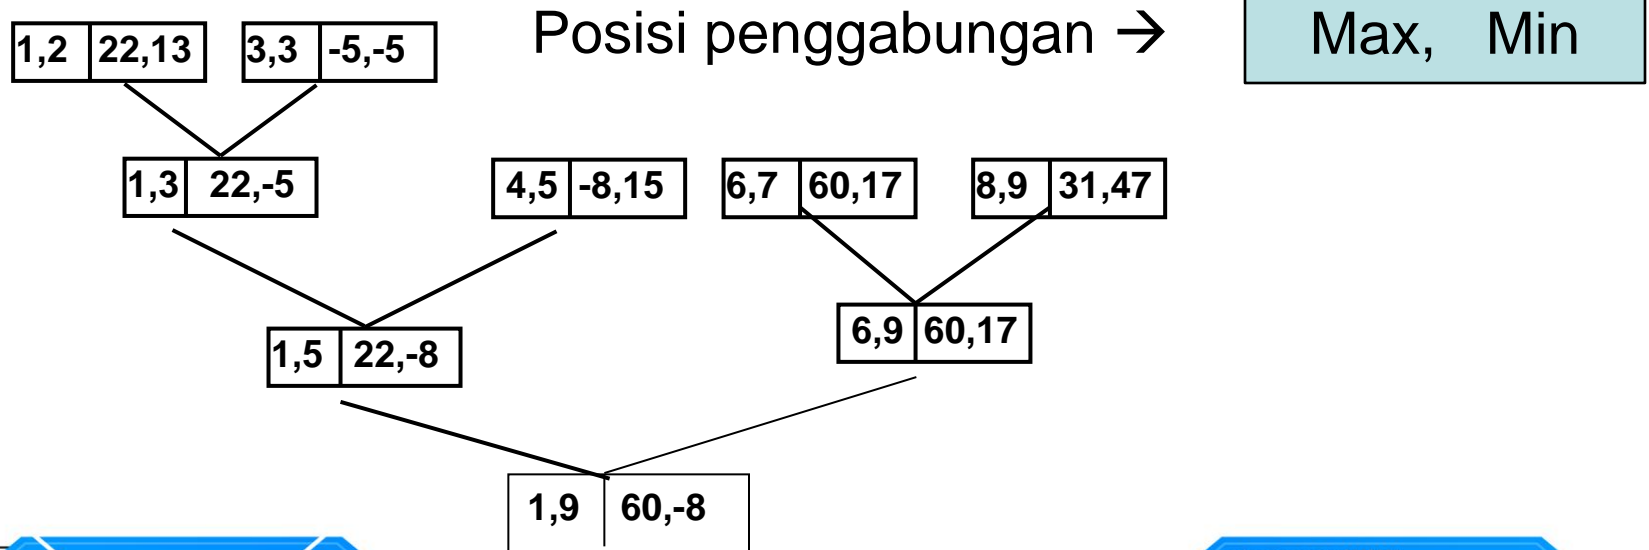 Posisi penggabungan → Max, Min
1,2 22,13 3,3 -5,-5
1,3 22,-5 4,5 -8,15 6,7 60,17 8,9 31,47
6,9 60,17
1,5 22,-8
1,9 60,-8